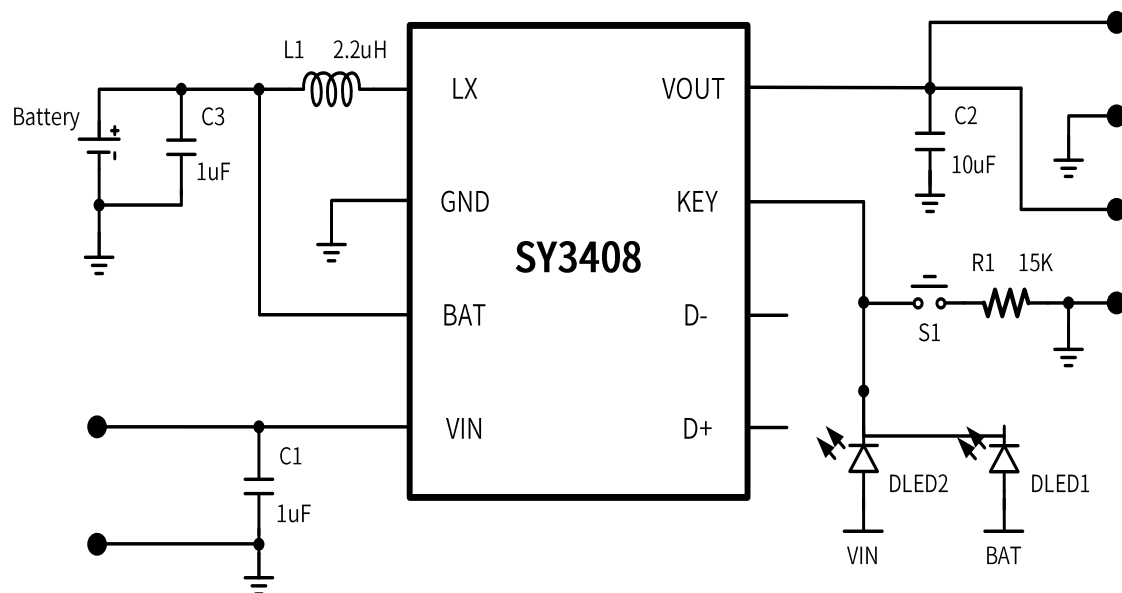 L1 2.2uH
LX
VOUT
Battery
+
-
C3
1uF
C2
10uF
GND
KEY
SY3408
R1 15K
BAT
D-
S1
VIN
D+
C1
1uF
DLED2
DLED1
VIN
BAT